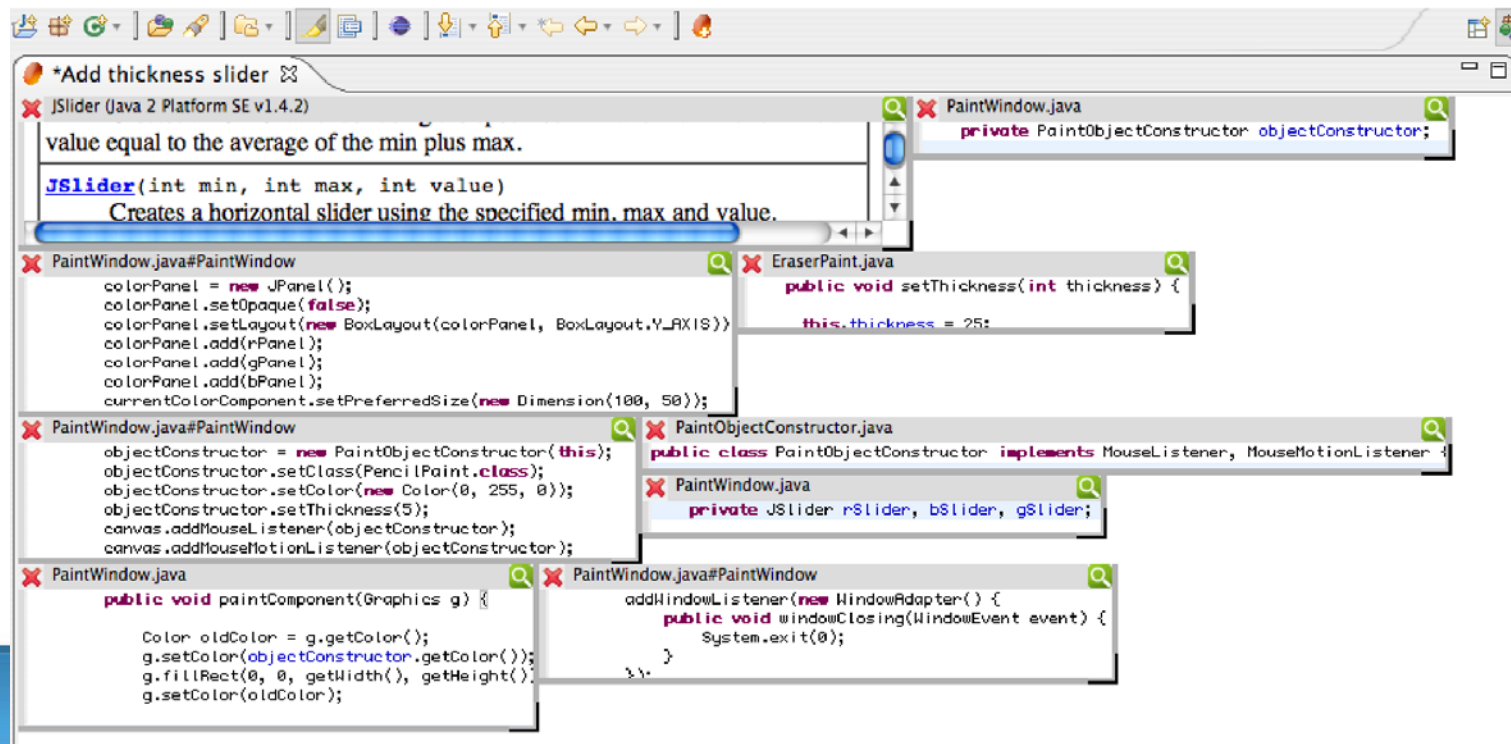 *Add thickness slider
JSlider (Java 2 Platform SE v1.4.2)
value equal to the average of the min plus max.
JSlider(int min, int max, int value)
Creates a horizontal slider using the specified min, max and value.
PaintWindow.java
private PaintObjectConstructor objectConstructor;
PaintWindow.java#PaintWindow
colorPanel = new JPanel();
colorPanel.setOpaque(false);
colorPanel.setLayout(new BoxLayout(colorPanel, BoxLayout.Y_AXIS))
colorPanel.add(rPanel);
colorPanel.add(gPanel);
colorPanel.add(bPanel);
currentColorComponent.setPreferredSize(new Dimension(100, 50));
EraserPaint.java
public void setThickness(int thickness) {
this.thickness = 25;
PaintWindow.java#PaintWindow
objectConstructor = new PaintObjectConstructor(this);
objectConstructor.setClass(PencilPaint.class);
objectConstructor.setColor(new Color(0, 255, 0));
objectConstructor.setThickness(5);
canvas.addMouseListener(objectConstructor);
canvas.addMouseMotionListener(objectConstructor);
PaintObjectConstructor.java
public class PaintObjectConstructor implements MouseListener, MouseMotionListener {
PaintWindow.java
private JSlider rSlider, bSlider, gSlider;
PaintWindow.java
public void paintComponent(Graphics g) {
Color oldColor = g.getColor();
g.setColor(objectConstructor.getColor());
g.fillRect(0, 0, getWidth(), getHeight()
g.setColor(oldColor);
PaintWindow.java#PaintWindow
addWindowListener(new WindowAdapter() {
public void windowClosing(WindowEvent event) {
System.exit(0);
}
});